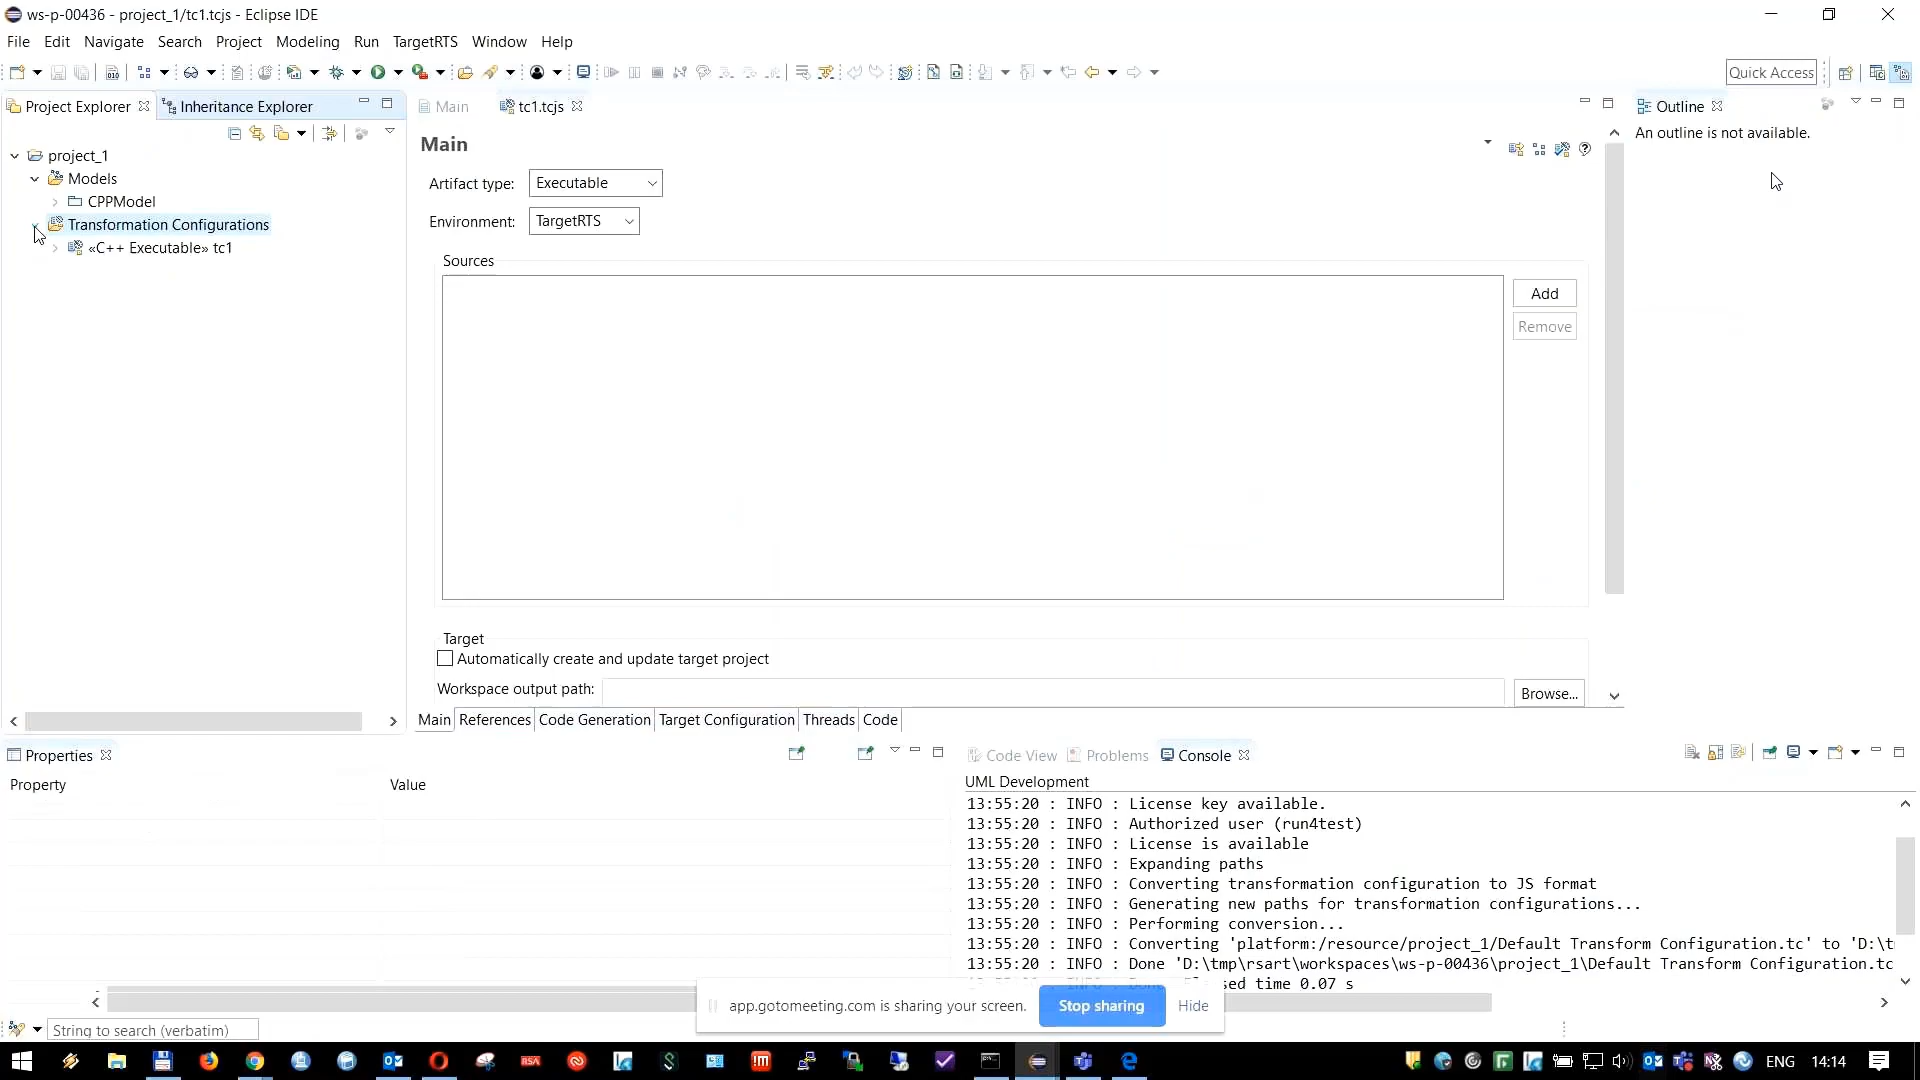 ws-p-00436 - project_1/tc1.tcjs - Eclipse IDE
File Edit Navigate Search Project Modeling Run TargetRTS Window Help
Quick Access
Project Explorer Inheritance Explorer
project_1
Models
CPPModel
Transformation Configurations
«C++ Executable» tc1
Main tc1.tcjs
Main
Artifact type: Executable
Environment: TargetRTS
Sources
Add
Remove
Target
Automatically create and update target project
Workspace output path: Browse...
Main References Code Generation Target Configuration Threads Code
Outline
An outline is not available.
Properties
Property Value
Code View Problems Console
UML Development
13:55:20 : INFO : License key available.
13:55:20 : INFO : Authorized user (run4test)
13:55:20 : INFO : License is available
13:55:20 : INFO : Expanding paths
13:55:20 : INFO : Converting transformation configuration to JS format
13:55:20 : INFO : Generating new paths for transformation configurations...
13:55:20 : INFO : Performing conversion...
13:55:20 : INFO : Converting 'platform:/resource/project_1/Default Transform Configuration.tc' to 'D:\t
13:55:20 : INFO : Done 'D:\tmp\rsart\workspaces\ws-p-00436\project_1\Default Transform Configuration.tc
sed time 0.07 s
app.gotomeeting.com is sharing your screen. Stop sharing Hide
String to search (verbatim)
RSA
ENG 14:14